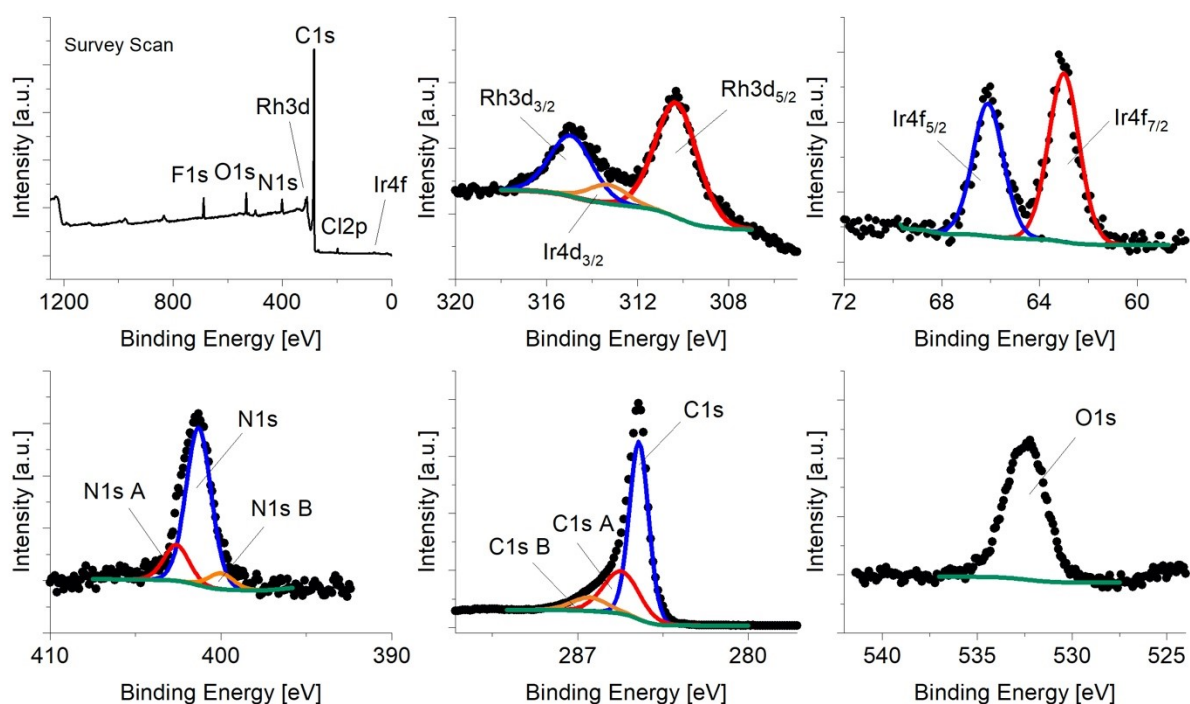 Survey Scan
C1s
Rh3d
F1s
O1s
N1s
Cl2p
Ir4f
Intensity [a.u.]
1200
800
400
0
Binding Energy [eV]
Rh3d3/2
Rh3d5/2
Ir4d3/2
Intensity [a.u.]
320
316
312
308
Binding Energy [eV]
Ir4f5/2
Ir4f7/2
Intensity [a.u.]
72
68
64
60
Binding Energy [eV]
N1s
N1s A
N1s B
Intensity [a.u.]
410
400
390
Binding Energy [eV]
C1s
C1s A
C1s B
Intensity [a.u.]
287
280
Binding Energy [eV]
O1s
Intensity [a.u.]
540
535
530
525
Binding Energy [eV]